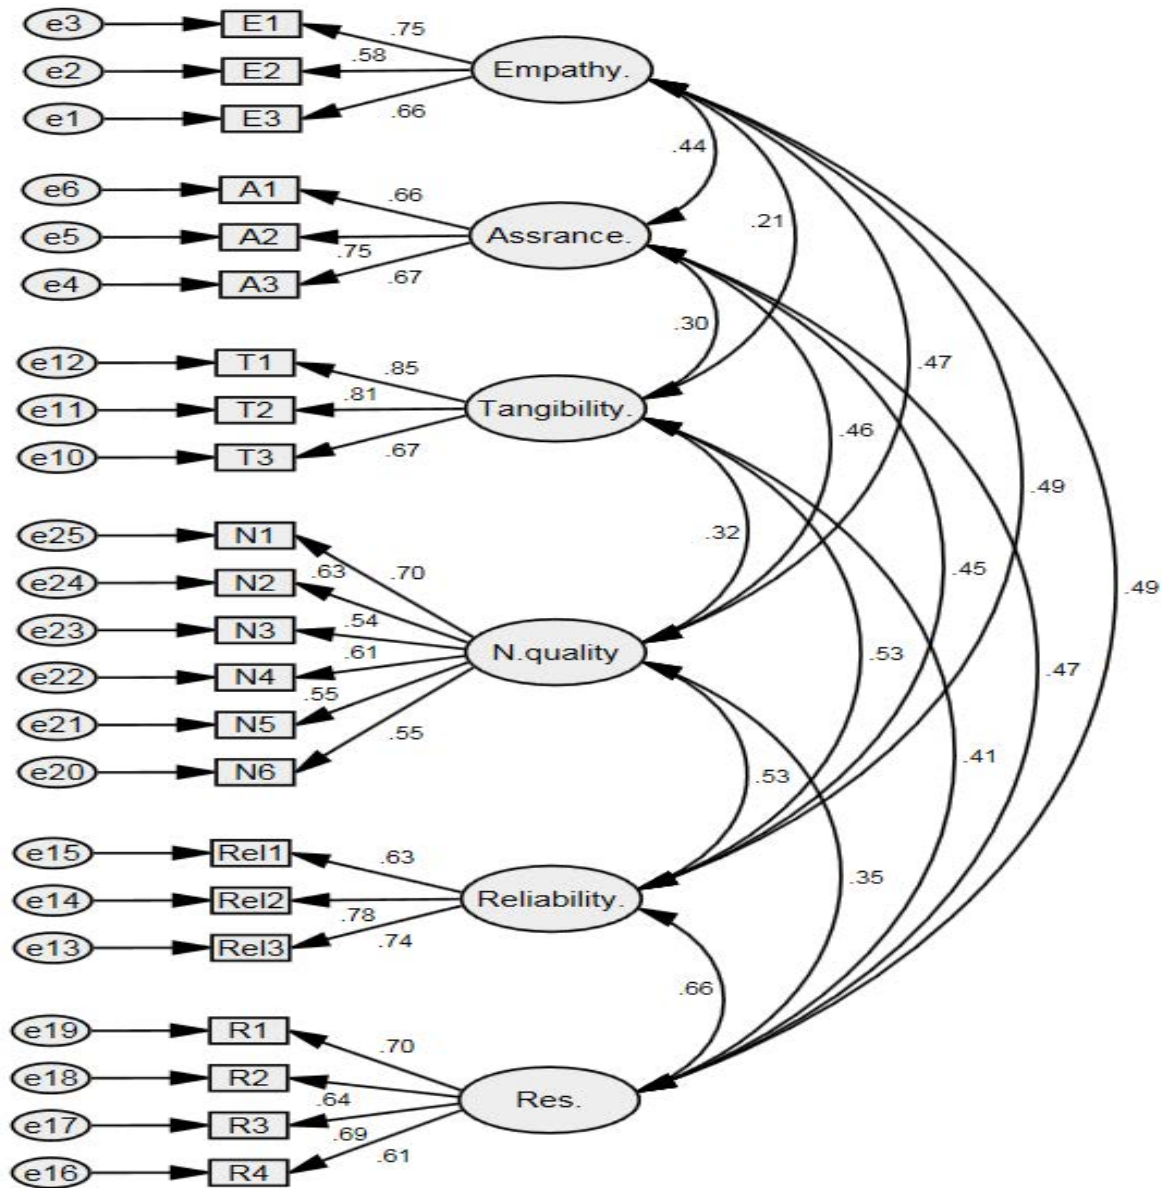 e3 E1 .75
e2 E2 .58 Empathy.
e1 E3 .66
.44
e6 A1 .66
.21
e5 A2 .75 Assrance.
e4 A3 .67
.30
e12 T1 .85
.47
e11 T2 .81 Tangibility.
.46
e10 T3 .67
.49
e25 N1 .70
.32
e24 N2 .63
.45
.49
e23 N3 .54
e22 N4 .61 N.quality
.53
.47
e21 N5 .55
e20 N6 .55
.41
.53
e15 Rel1 .63
.35
e14 Rel2 .78 Reliability.
e13 Rel3 .74
.66
e19 R1 .70
e18 R2 .64
Res.
e17 R3 .69
e16 R4 .61